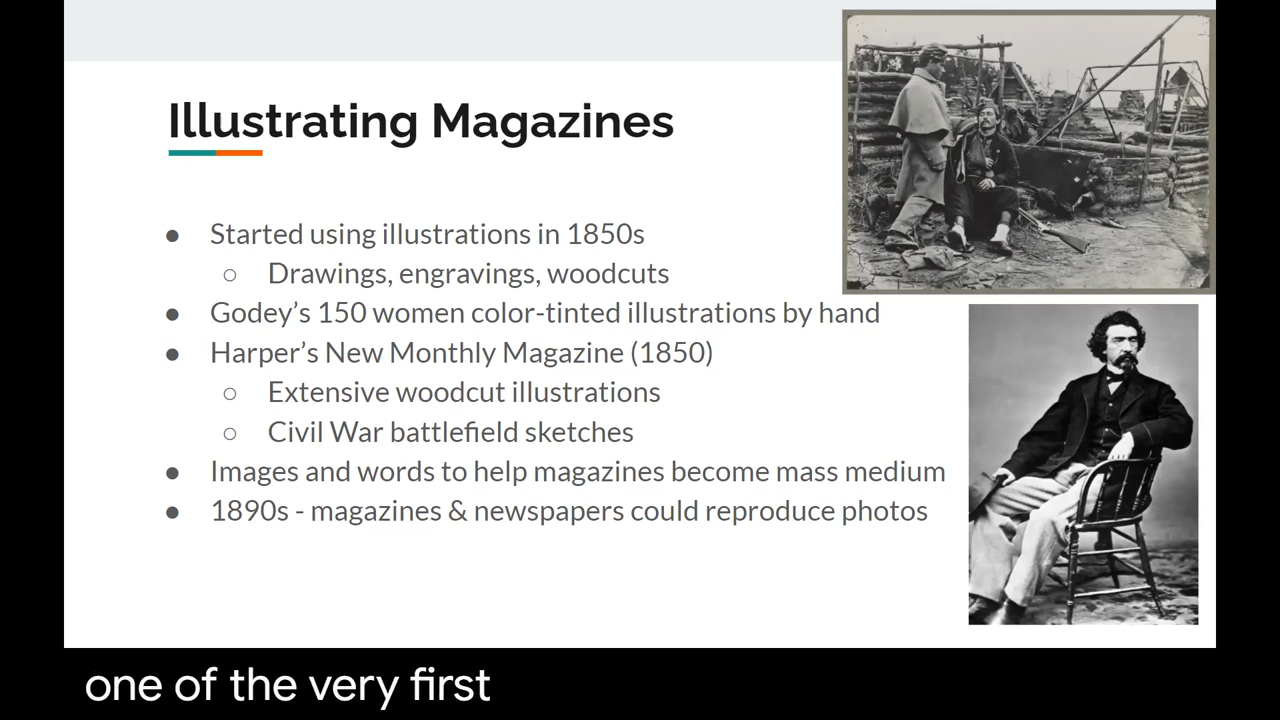 Illustrating Magazines
● Started using illustrations in 1850s
○ Drawings, engravings, woodcuts
● Godey’s 150 women color-tinted illustrations by hand
● Harper’s New Monthly Magazine (1850)
○ Extensive woodcut illustrations
○ Civil War battlefield sketches
● Images and words to help magazines become mass medium
● 1890s - magazines & newspapers could reproduce photos
one of the very first